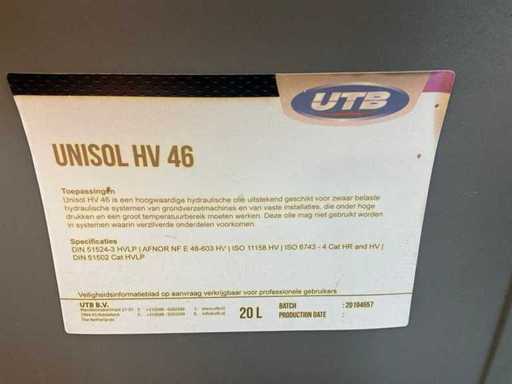 UTB
UNISOL HV 46
Toepassingen
Unisol HV 46 is een hoogwaardige hydraulische olie uitstekend geschikt voor zwaar belaste
hydraulische systemen van grondverzetmachines en van vaste installaties, die onder hoge
drukken en een groot temperatuurbereik moeten werken. Deze olie mag niet gebruikt worden
in systemen waarin verzilverde onderdelen voorkomen.
Specificaties
DIN 51524-3 HVLP | AFNOR NF E 48-603 HV | ISO 11158 HV | ISO 6743 - 4 Cat HR and HV |
DIN 51502 Cat HVLP
Veiligheidsinformatieblad op aanvraag verkrijgbaar voor professionele gebruikers
UTB B.V.
The Netherlands
20 L
BATCH : 20104657
PRODUCTION DATE :